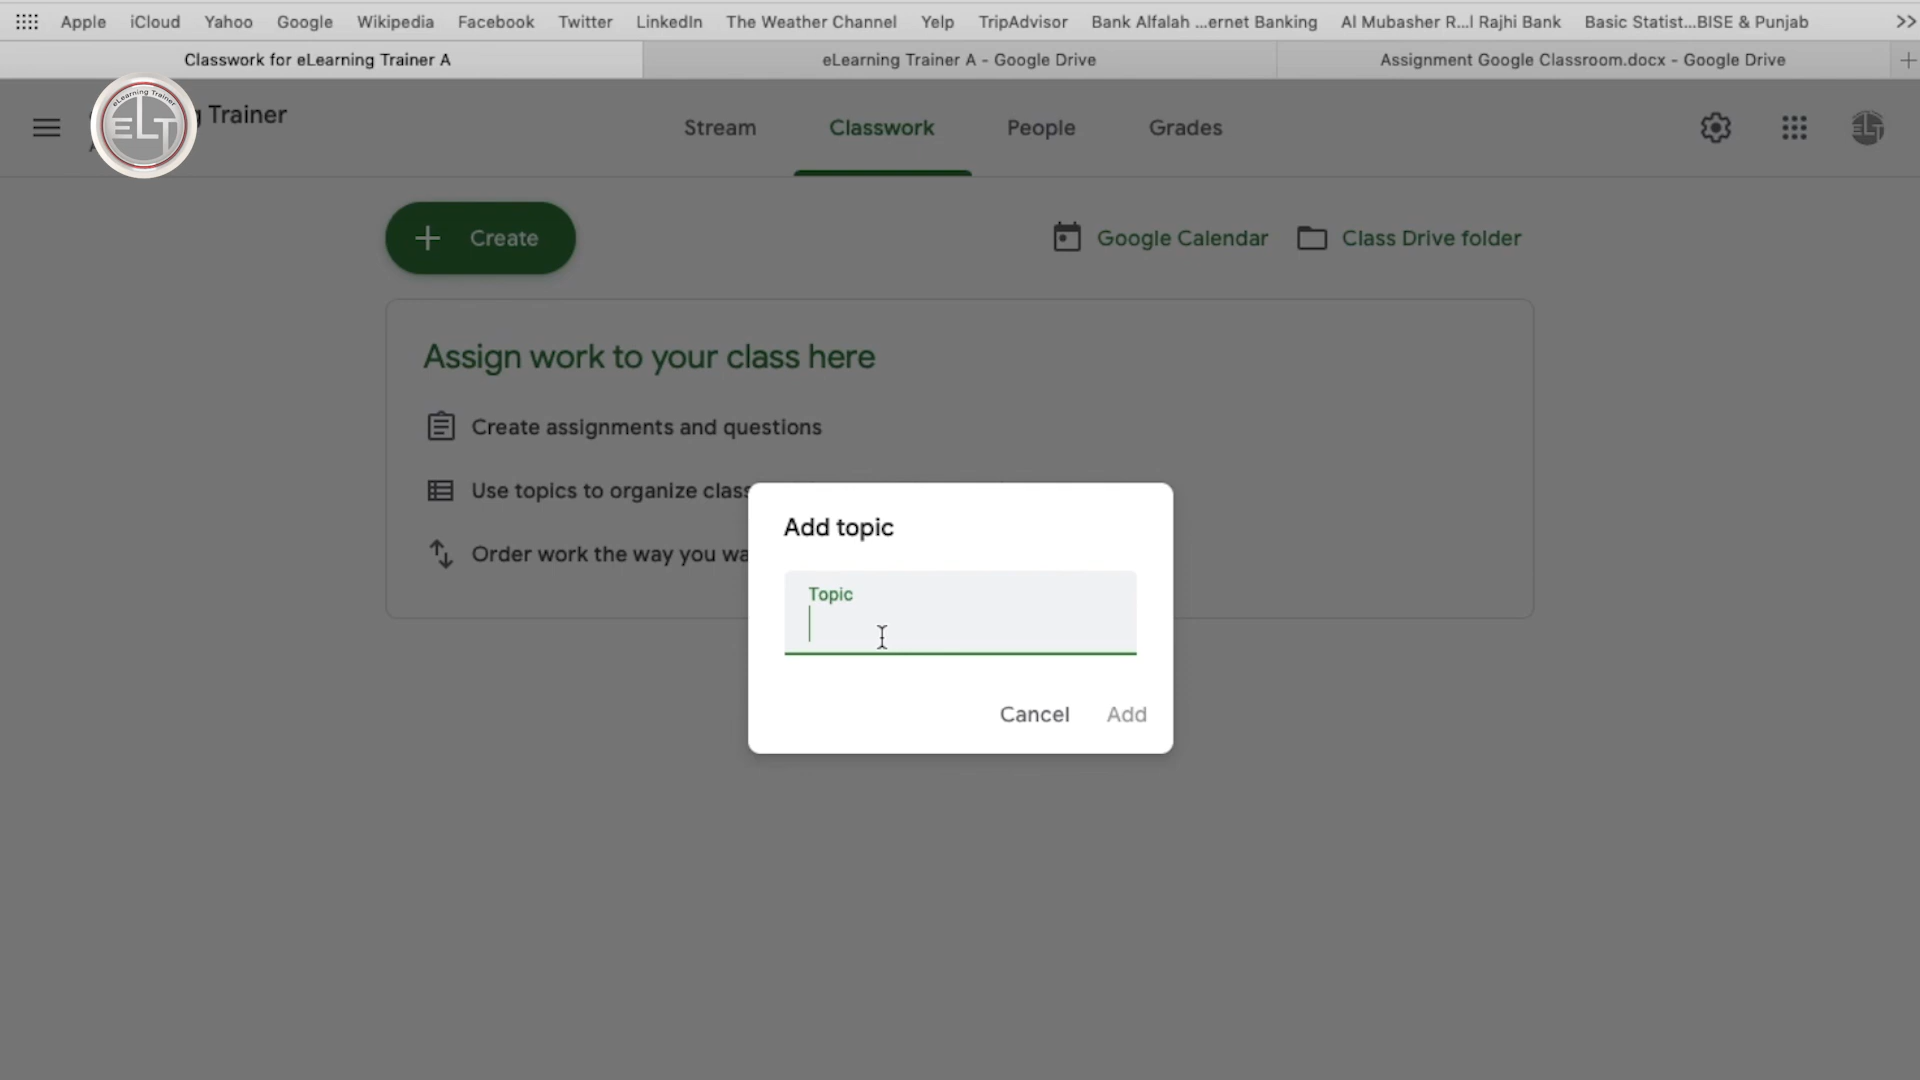 Apple iCloud Yahoo Google Wikipedia Facebook Twitter LinkedIn The Weather Channel Yelp TripAdvisor Bank Alfalah ...ernet Banking Al Mubasher R...l Rajhi Bank Basic Statist...BISE & Punjab >>
Classwork for eLearning Trainer A eLearning Trainer A - Google Drive Assignment Google Classroom.docx - Google Drive
eLearning Trainer
ELT
Trainer
Stream Classwork People Grades
ELT
Create
Google Calendar Class Drive folder
Assign work to your class here
Create assignments and questions
Use topics to organize class
Order work the way you wa
Add topic
Topic
Cancel Add